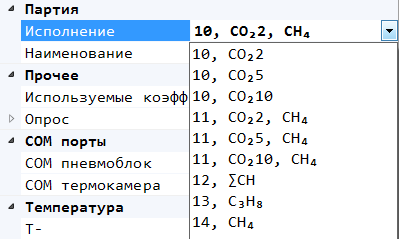 Партия
Исполнение 10, CO₂2, CH₄
Наименование 10, CO₂2
10, CO₂5
Прочее
Используемые коэфф 10, CO₂10
Опрос 11, CO₂2, CH₄
COM порты 11, CO₂5, CH₄
COM пневмоблок 11, CO₂10, CH₄
COM термокамера 12, ∑CH
Температура 13, C₃H₈
T- 14, CH₄